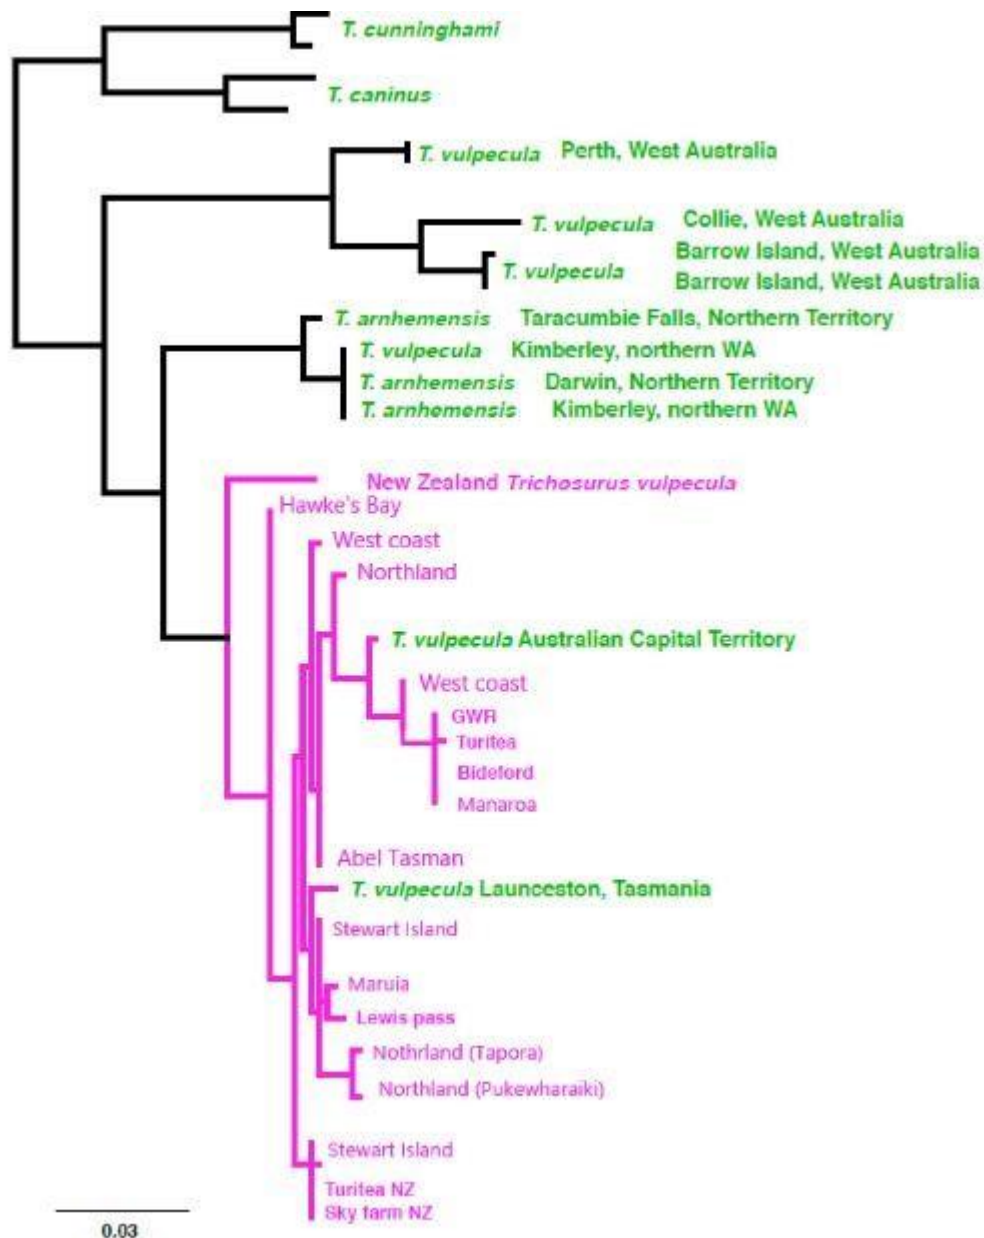 T. cunninghami
T. caninus
T. vulpecula Perth, West Australia
T. vulpecula Collie, West Australia
Barrow Island, West Australia
T. vulpecula
Barrow Island, West Australia
T. arnhemensis Taracumbie Falls, Northern Territory
T. vulpecula Kimberley, northern WA
T. arnhemensis Darwin, Northern Territory
T. arnhemensis Kimberley, northern WA
New Zealand Trichosurus vulpecula
Hawke's Bay
West coast
Northland
T. vulpecula Australian Capital Territory
West coast
GWR
Turitea
Bideford
Manaroa
Abel Tasman
T. vulpecula Launceston, Tasmania
Stewart Island
Maruia
Lewis pass
Nothrland (Tapora)
Northland (Pukewharaiki)
Stewart Island
Turitea NZ
Sky farm NZ
0.03